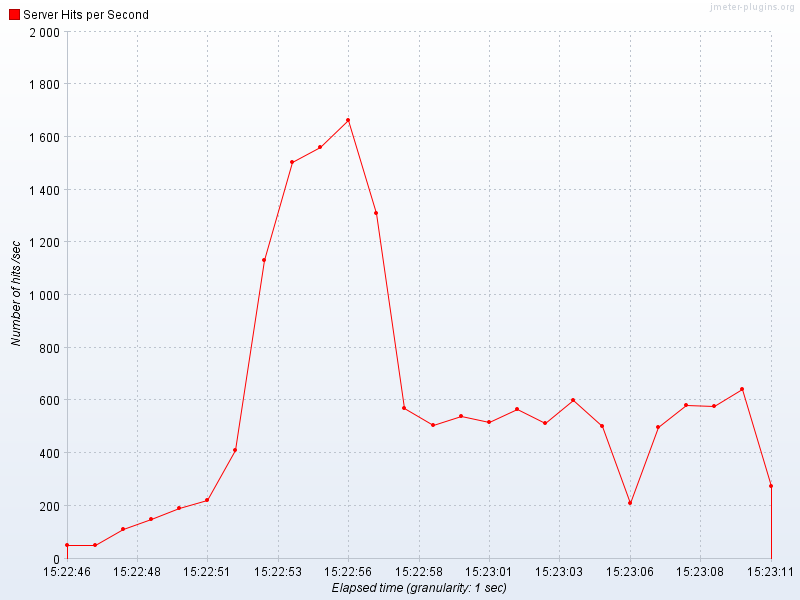 jmeter-plugins.org
Server Hits per Second
2 000
1 800
1 600
1 400
1 200
1 000
800
600
400
200
0
Number of hits /sec
15:22:46 15:22:48 15:22:51 15:22:53 15:22:56 15:22:58 15:23:01 15:23:03 15:23:06 15:23:08 15:23:11
Elapsed time (granularity: 1 sec)